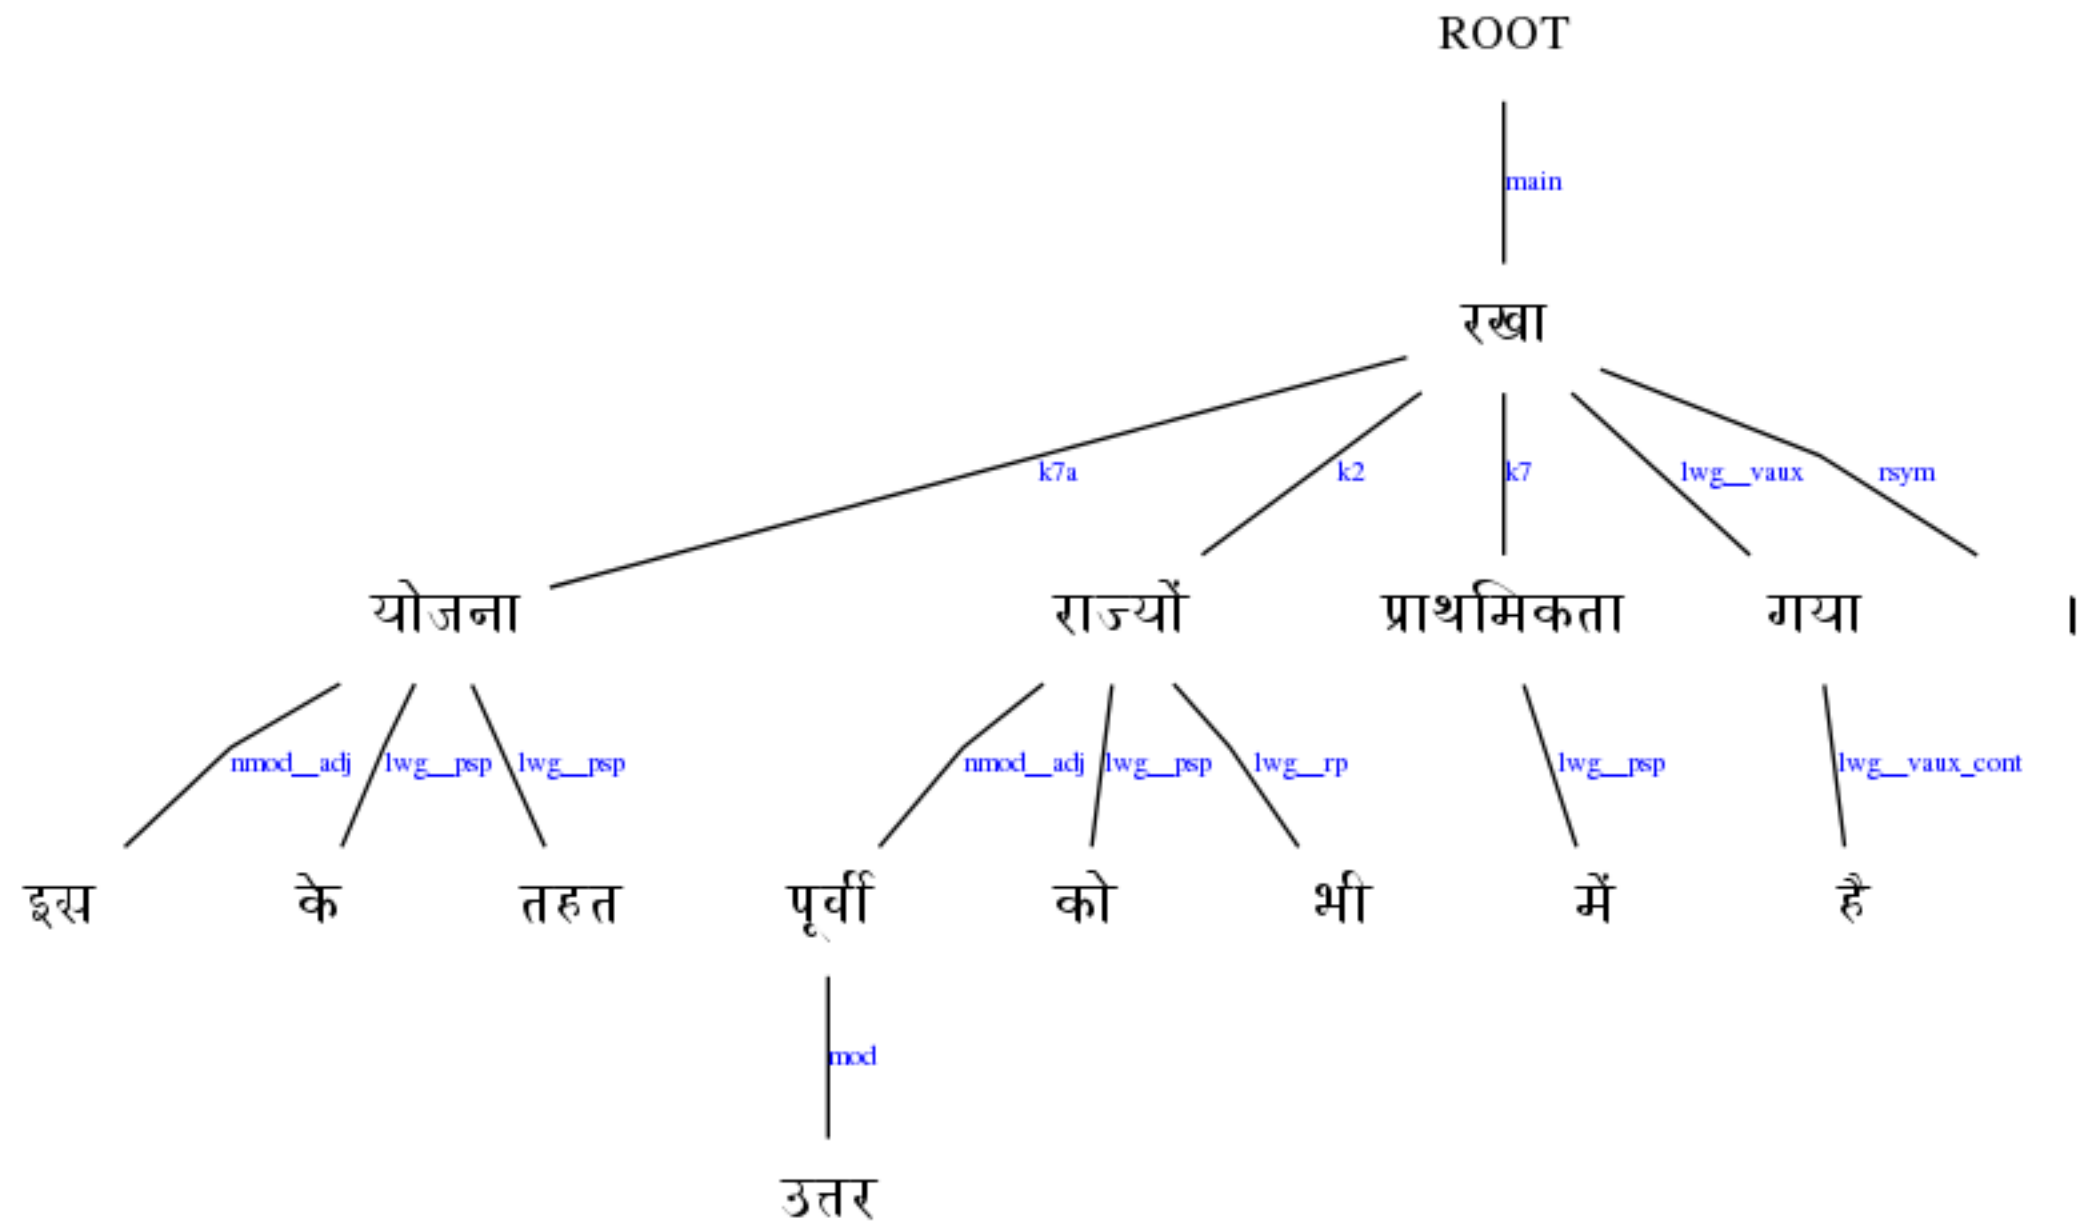 ROOT
main
रखा
k7a k2 k7 lwg__vaux rsym
योजना राज्यों प्राथमिकता गया ।
nmod__adj lwg__psp lwg__psp nmod__adj lwg__psp lwg__rp lwg__psp lwg__vaux_cont
इस के तहत पूर्वी को भी में है
mod
उत्तर